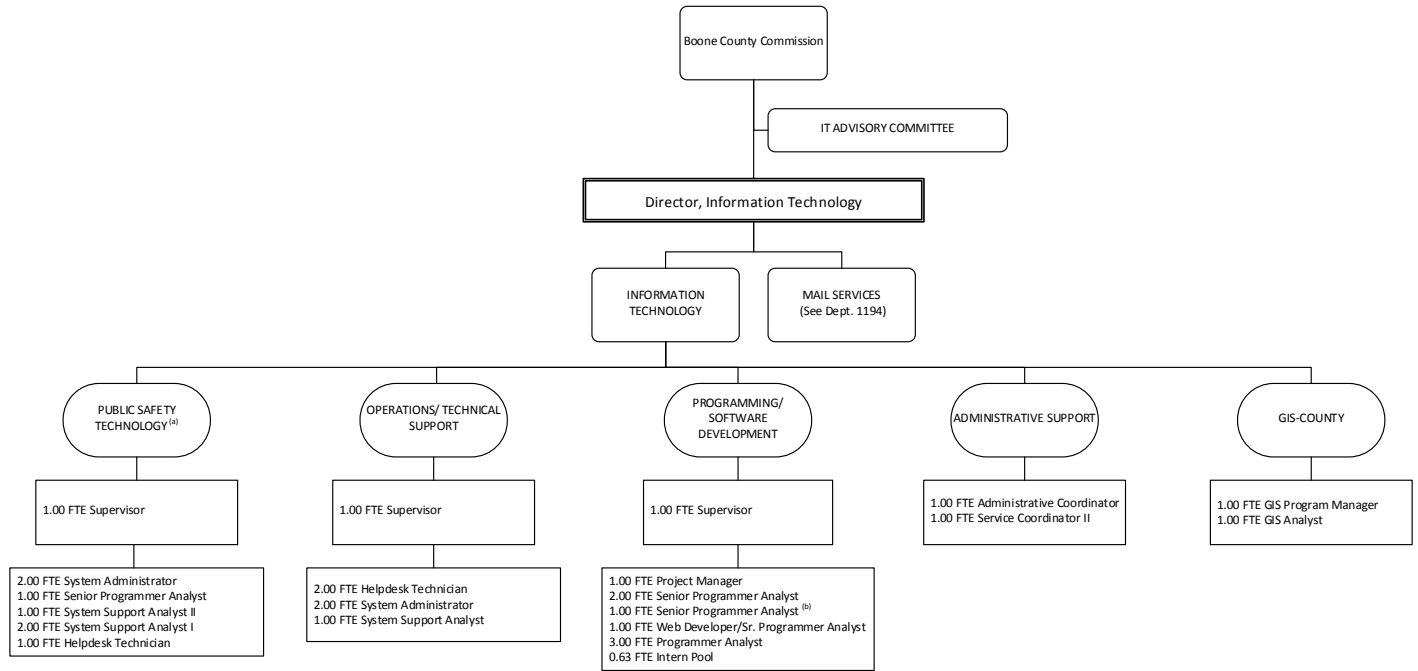 Boone County Commission
IT ADVISORY COMMITTEE
Director, Information Technology
INFORMATION
TECHNOLOGY
MAIL SERVICES
(See Dept. 1194)
PUBLIC SAFETY
TECHNOLOGY (a)
OPERATIONS/ TECHNICAL
SUPPORT
PROGRAMMING/
SOFTWARE
DEVELOPMENT
ADMINISTRATIVE SUPPORT
GIS-COUNTY
1.00 FTE Supervisor
1.00 FTE Supervisor
1.00 FTE Supervisor
1.00 FTE Administrative Coordinator
1.00 FTE Service Coordinator II
1.00 FTE GIS Program Manager
1.00 FTE GIS Analyst
2.00 FTE System Administrator
1.00 FTE Senior Programmer Analyst
1.00 FTE System Support Analyst II
2.00 FTE System Support Analyst I
1.00 FTE Helpdesk Technician
2.00 FTE Helpdesk Technician
2.00 FTE System Administrator
1.00 FTE System Support Analyst
1.00 FTE Project Manager
2.00 FTE Senior Programmer Analyst
1.00 FTE Senior Programmer Analyst (b)
1.00 FTE Web Developer/Sr. Programmer Analyst
3.00 FTE Programmer Analyst
0.63 FTE Intern Pool